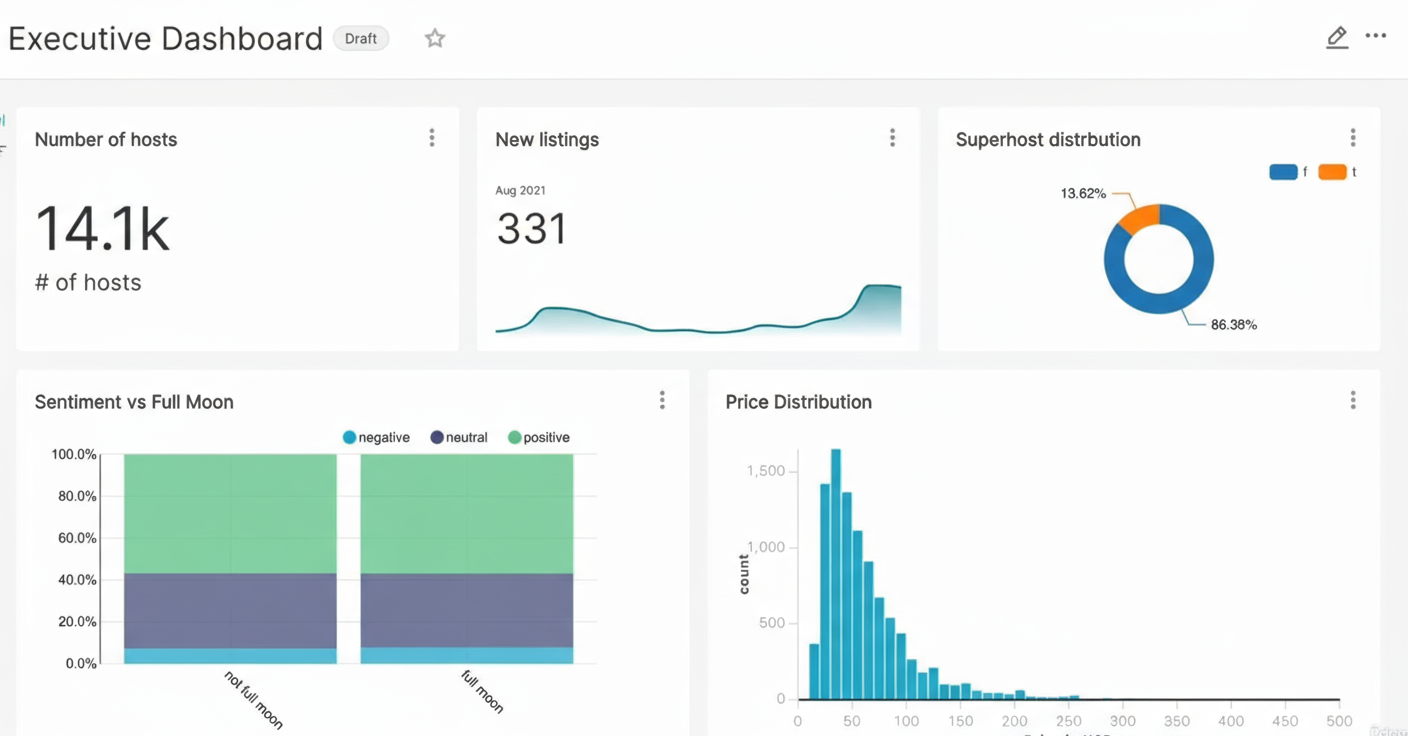 Executive Dashboard Draft
Number of hosts
14.1k
# of hosts
New listings
Aug 2021
331
Superhost distrbution
f t
13.62%
86.38%
Sentiment vs Full Moon
negative neutral positive
100.0%
80.0%
60.0%
40.0%
20.0%
0.0%
not full moon
full moon
Price Distribution
count
1,500
1,000
500
0
0 50 100 150 200 250 300 350 400 450 500